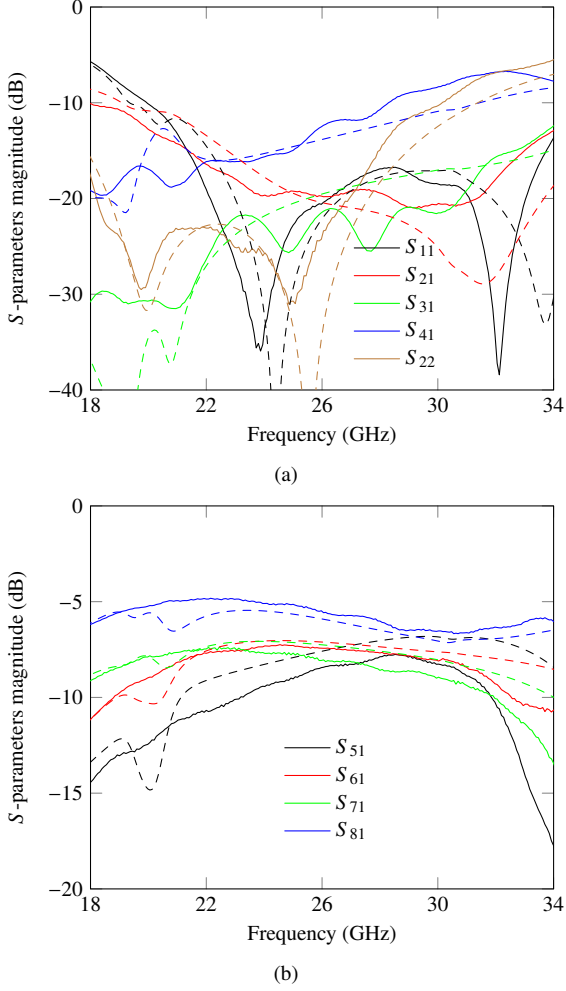 0
−10
−20
−30
−40
S-parameters magnitude (dB)
S11
S21
S31
S41
S22
18 22 26 30 34
Frequency (GHz)
(a)
0
−5
−10
−15
−20
S-parameters magnitude (dB)
S51
S61
S71
S81
18 22 26 30 34
Frequency (GHz)
(b)